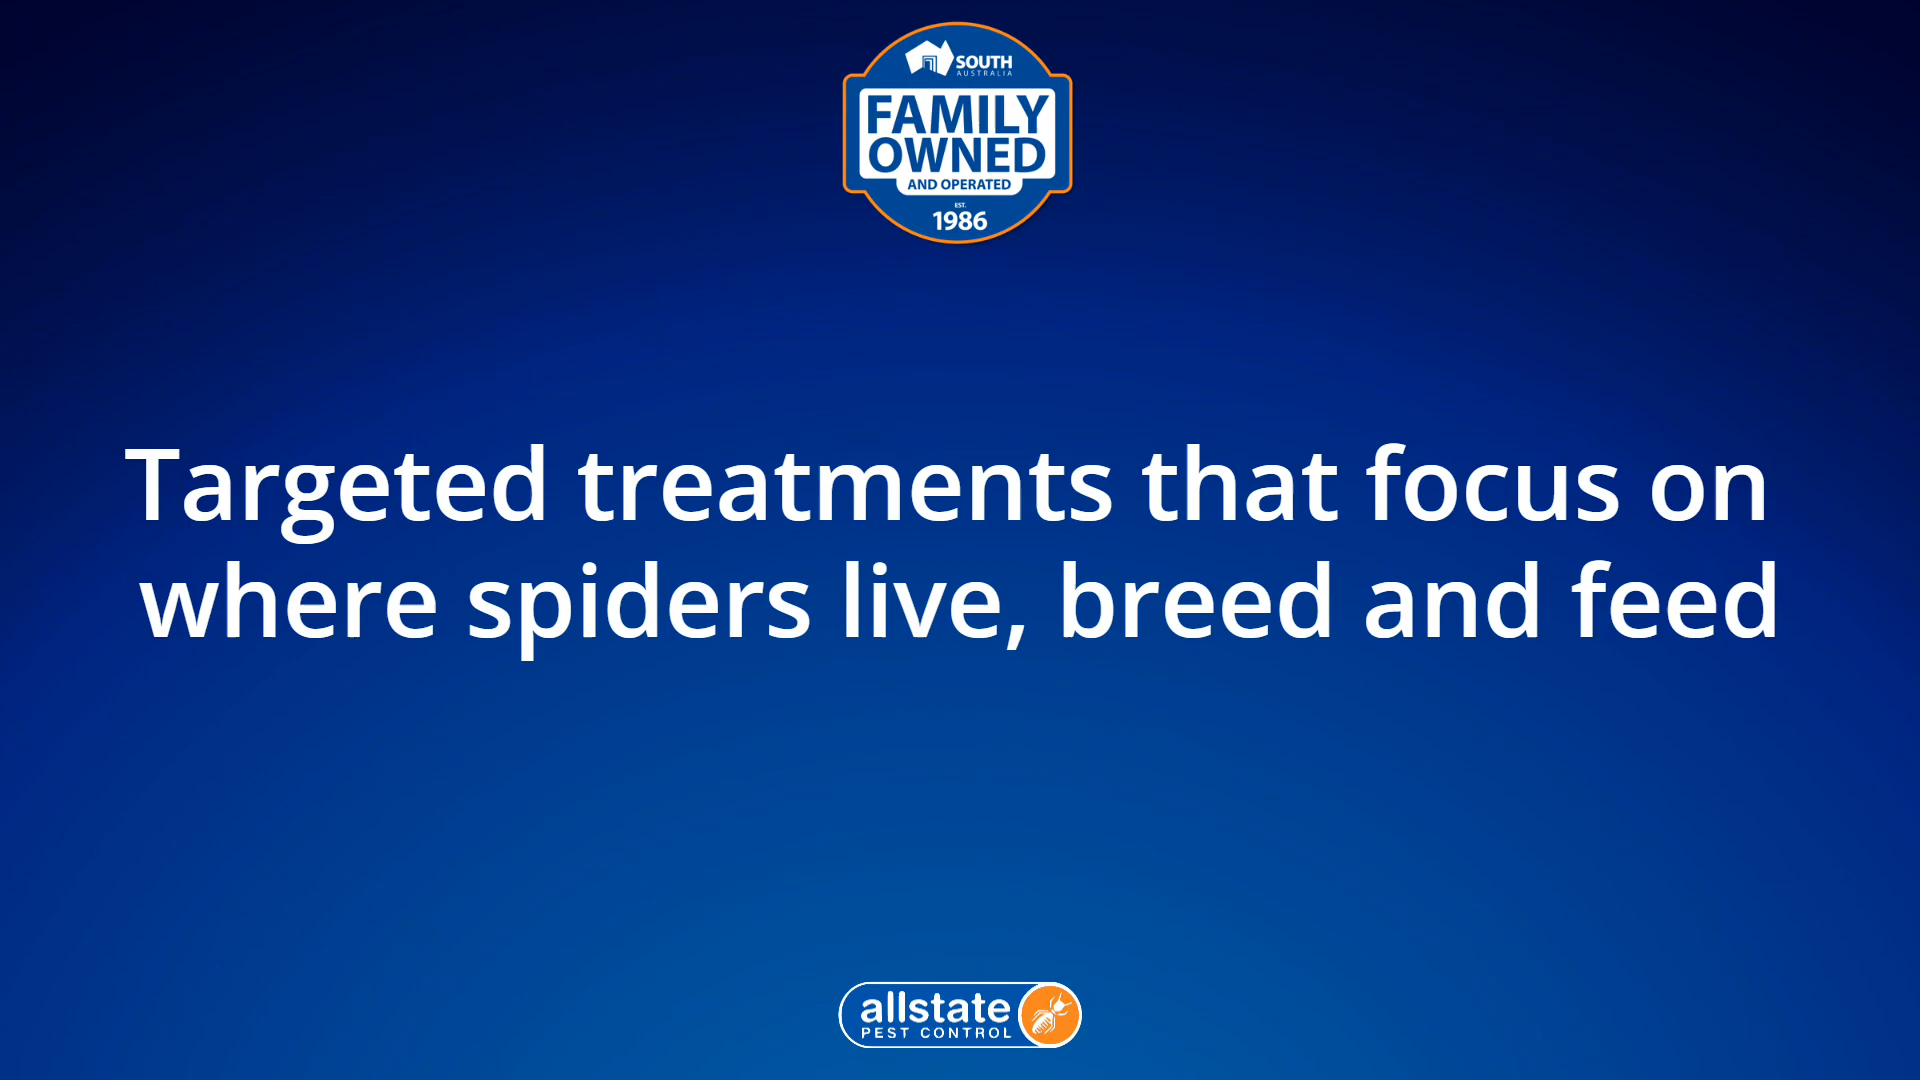 SOUTH
AUSTRALIA
FAMILY
OWNED
AND OPERATED
EST.
1986
Targeted treatments that focus on
where spiders live, breed and feed
allstate
PEST CONTROL